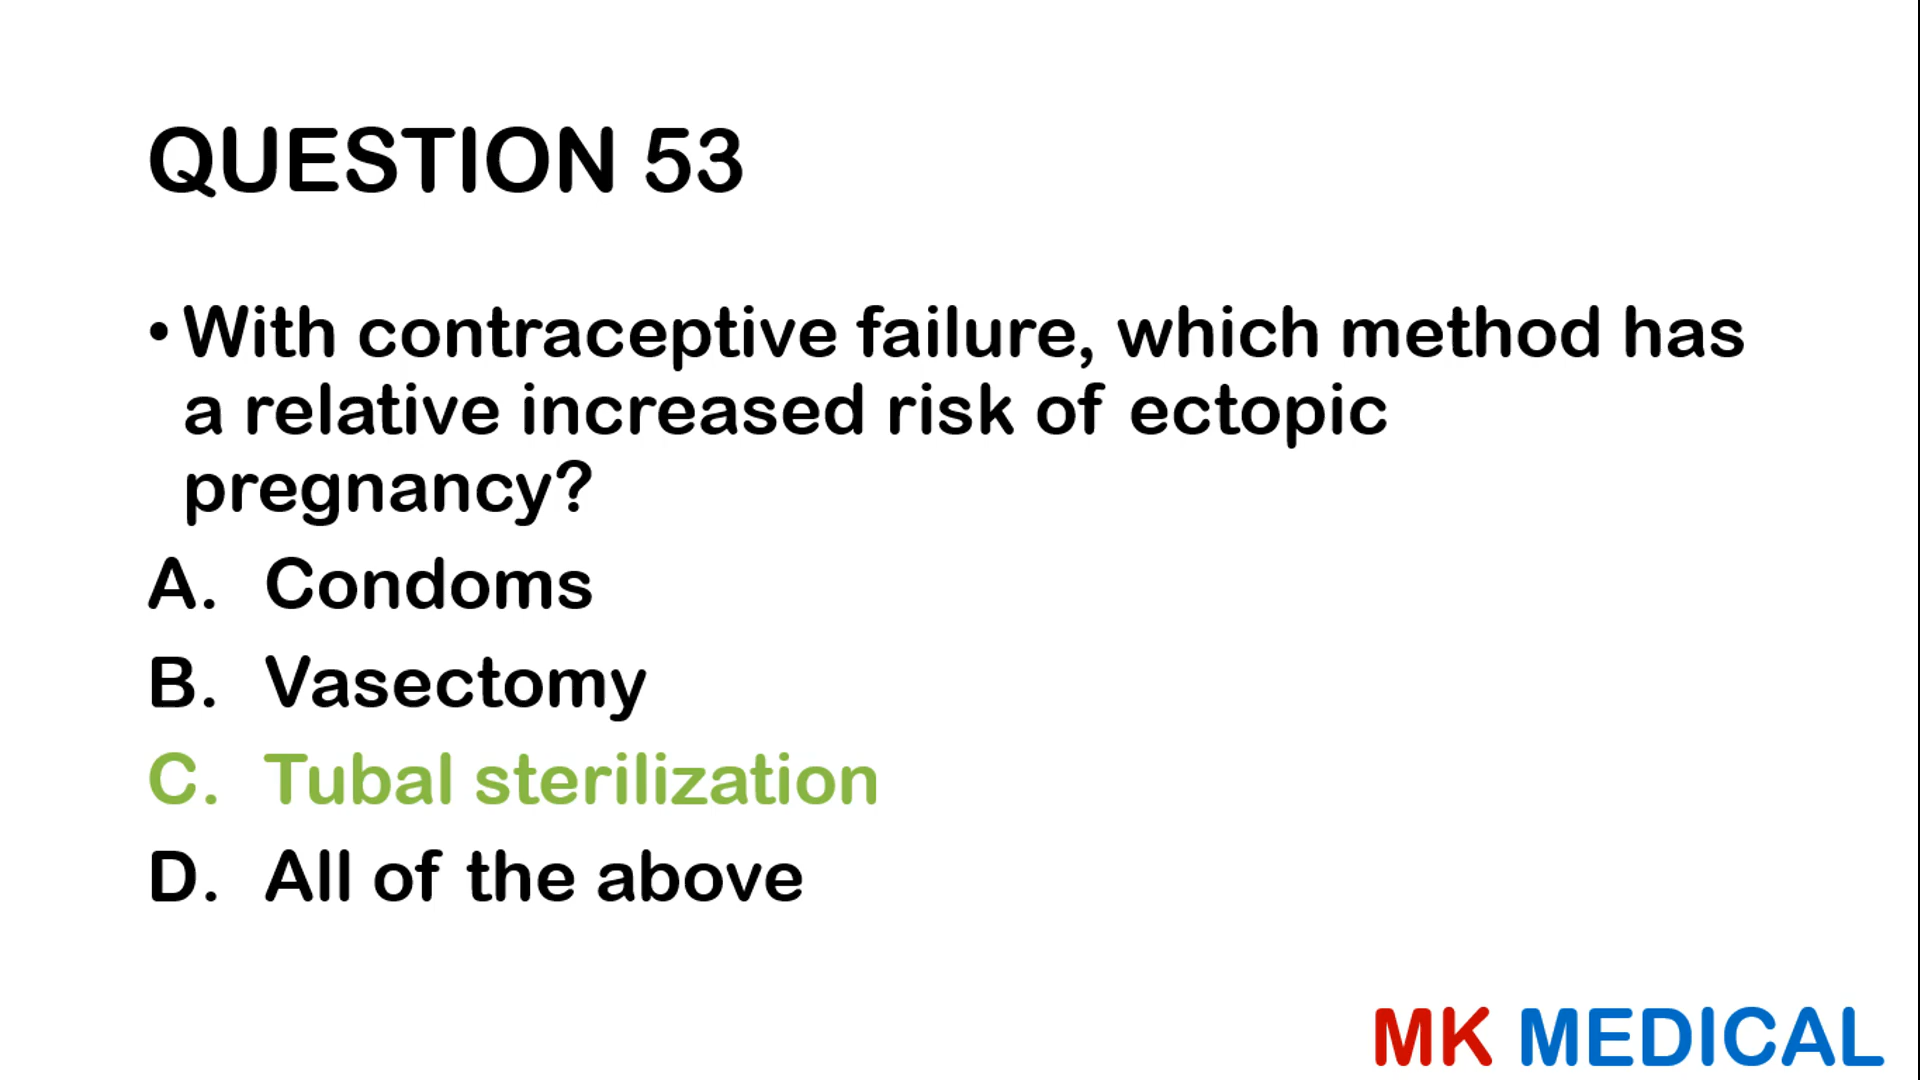 QUESTION 53
• With contraceptive failure, which method has
a relative increased risk of ectopic
pregnancy?
A. Condoms
B. Vasectomy
C. Tubal sterilization
D. All of the above
MK MEDICAL